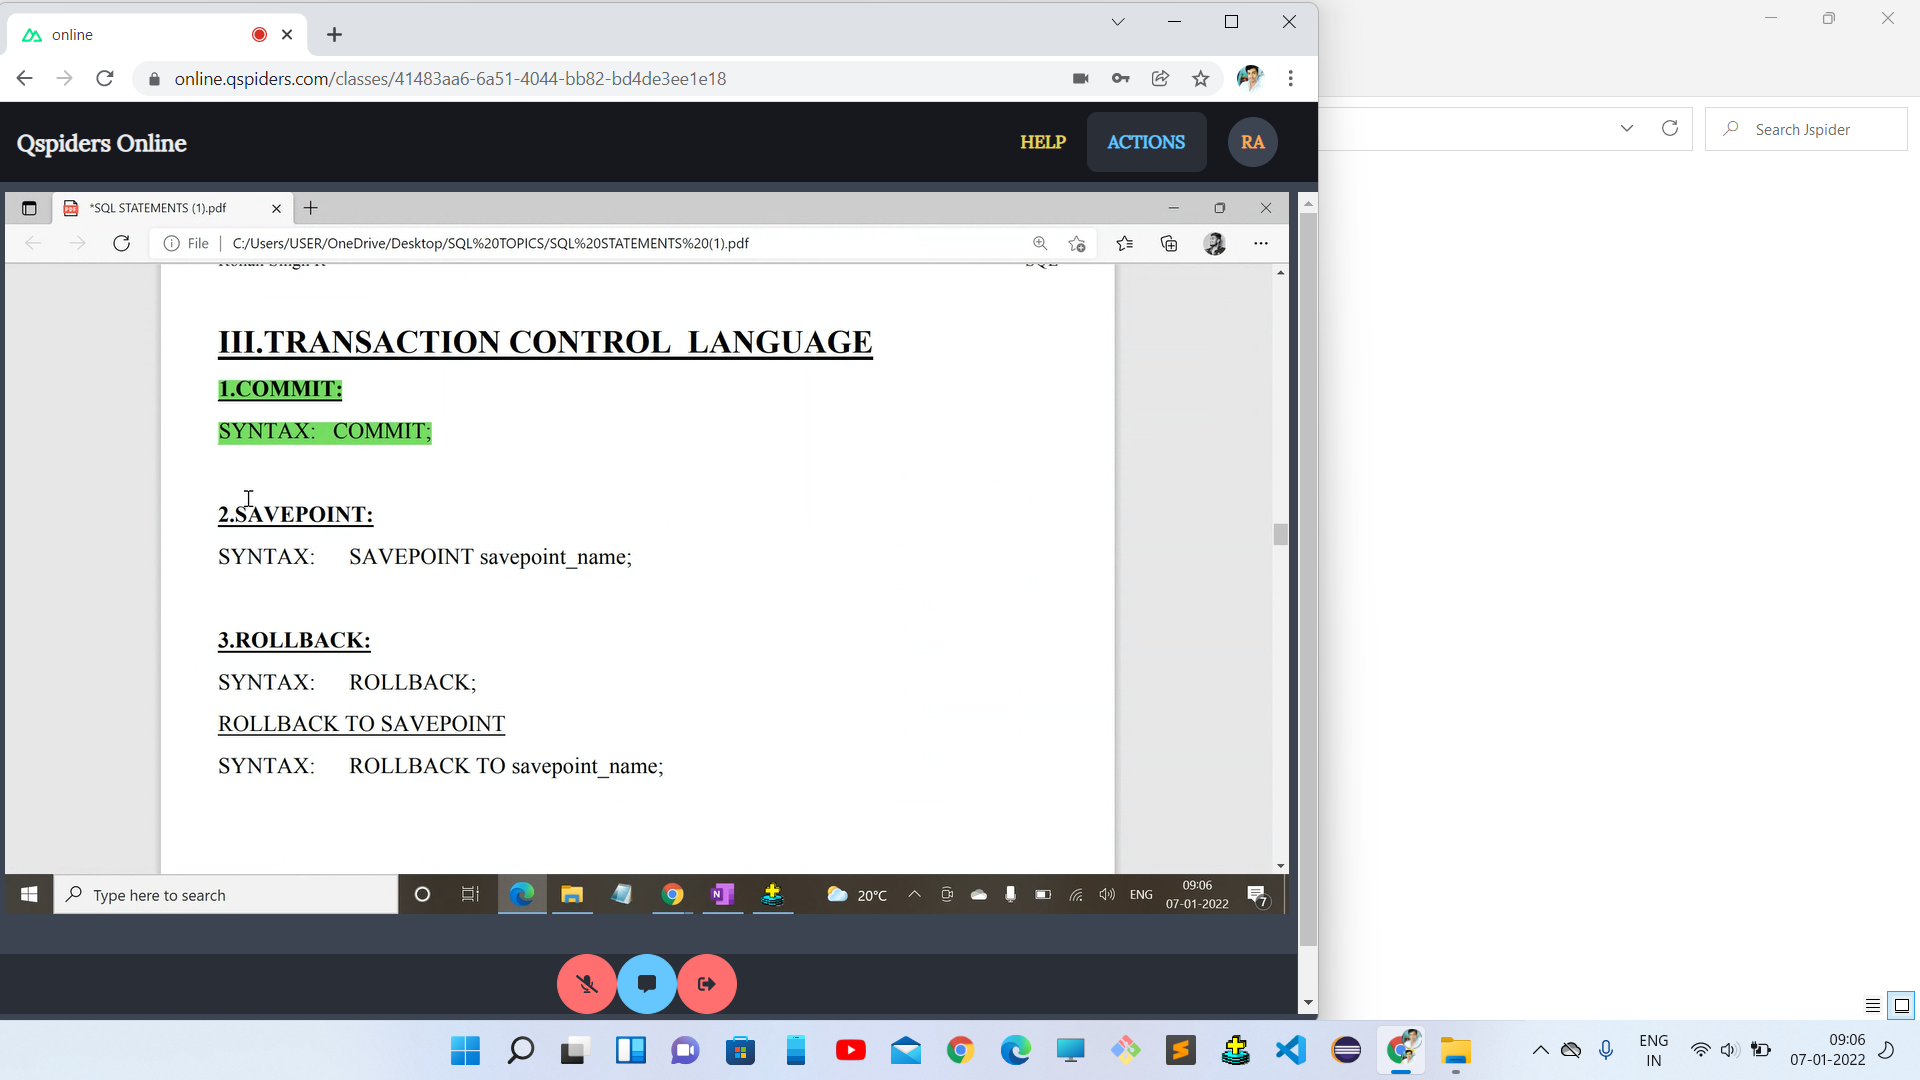 online
online.qspiders.com/classes/41483aa6-6a51-4044-bb82-bd4de3ee1e18
Search Jspider
Qspiders Online
HELP
ACTIONS
RA
*SQL STATEMENTS (1).pdf
File
C:/Users/USER/OneDrive/Desktop/SQL%20TOPICS/SQL%20STATEMENTS%20(1).pdf
SQL
III.TRANSACTION CONTROL LANGUAGE
1.COMMIT:
SYNTAX: COMMIT;
2.SAVEPOINT:
SYNTAX: SAVEPOINT savepoint_name;
3.ROLLBACK:
SYNTAX: ROLLBACK;
ROLLBACK TO SAVEPOINT
SYNTAX: ROLLBACK TO savepoint_name;
Type here to search
20°C
ENG
09:06
07-01-2022
7
ENG
IN
09:06
07-01-2022